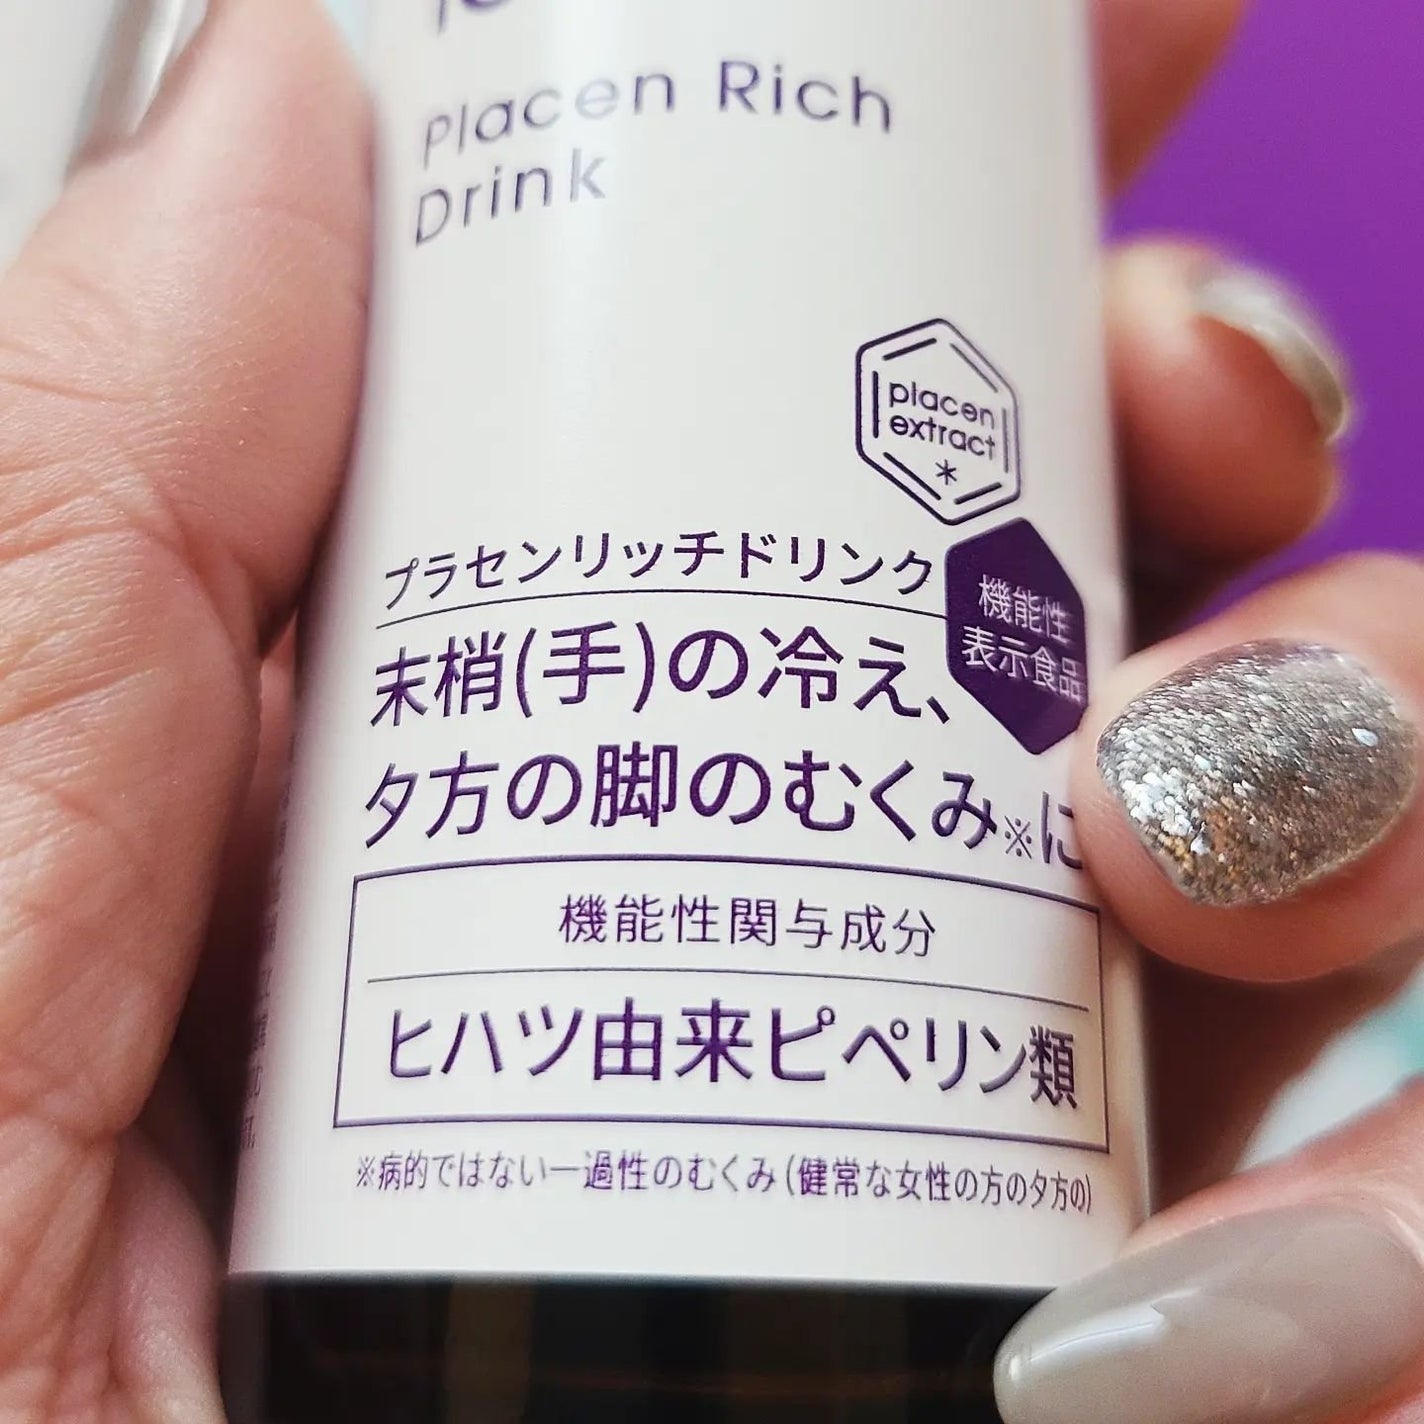 Placen Rich
Drink
placen
extract
*
プラセンリッチドリンク
機能性
表示食品
末梢(手)の冷え、
夕方の脚のむくみ※に
機能性関与成分
ヒハツ由来ピペリン類
※病的ではない一過性のむくみ(健常な女性の方の夕方の)